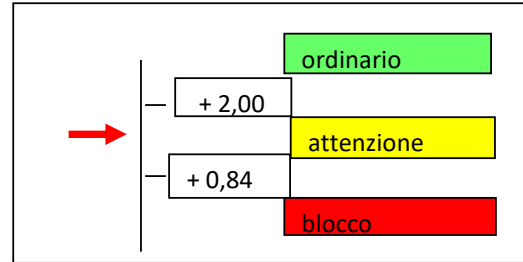 ordinario
+ 2,00
attenzione
+ 0,84
blocco